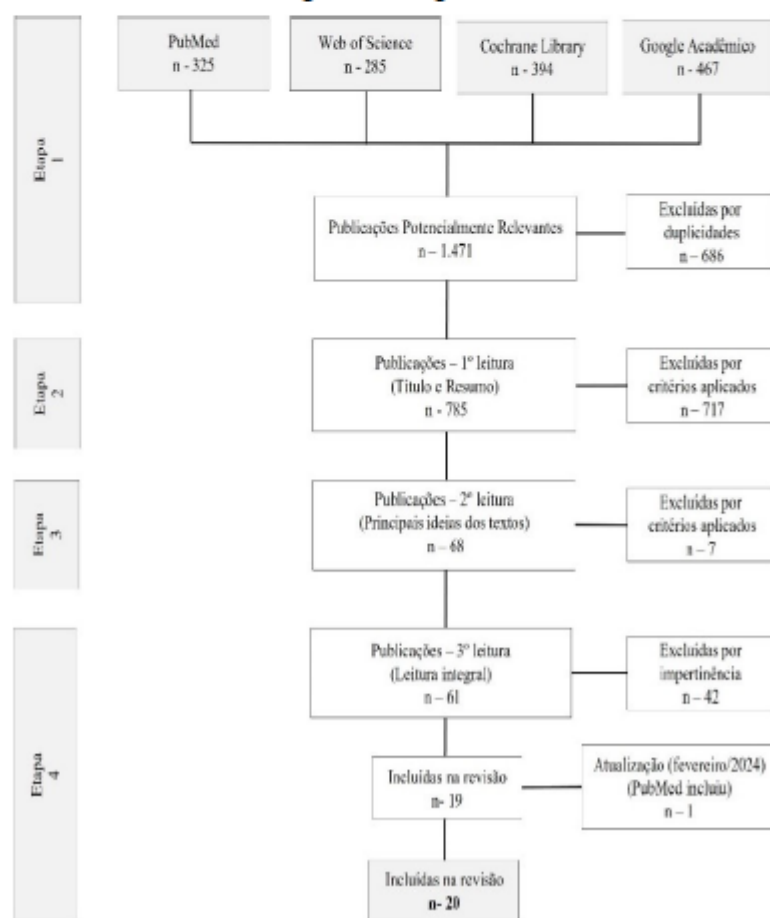 PubMed
n - 325
Web of Science
n - 285
Cochrane Library
n - 394
Google Acadêmico
n - 467
Etapa
1
Publicações Potencialmente Relevantes
n – 1.471
Excluídas por
duplicidades
n – 686
Etapa
2
Publicações – 1º leitura
(Título e Resumo)
n - 785
Excluídas por
critérios aplicados
n – 717
Etapa
3
Publicações – 2º leitura
(Principais ideias dos textos)
n – 68
Excluídas por
critérios aplicados
n – 7
Etapa
4
Publicações – 3º leitura
(Leitura integral)
n – 61
Excluídas por
impertinência
n – 42
Incluídas na revisão
n- 19
Atualização (fevereiro/2024)
(PubMed incluiu)
n – 1
Incluídas na revisão
n- 20